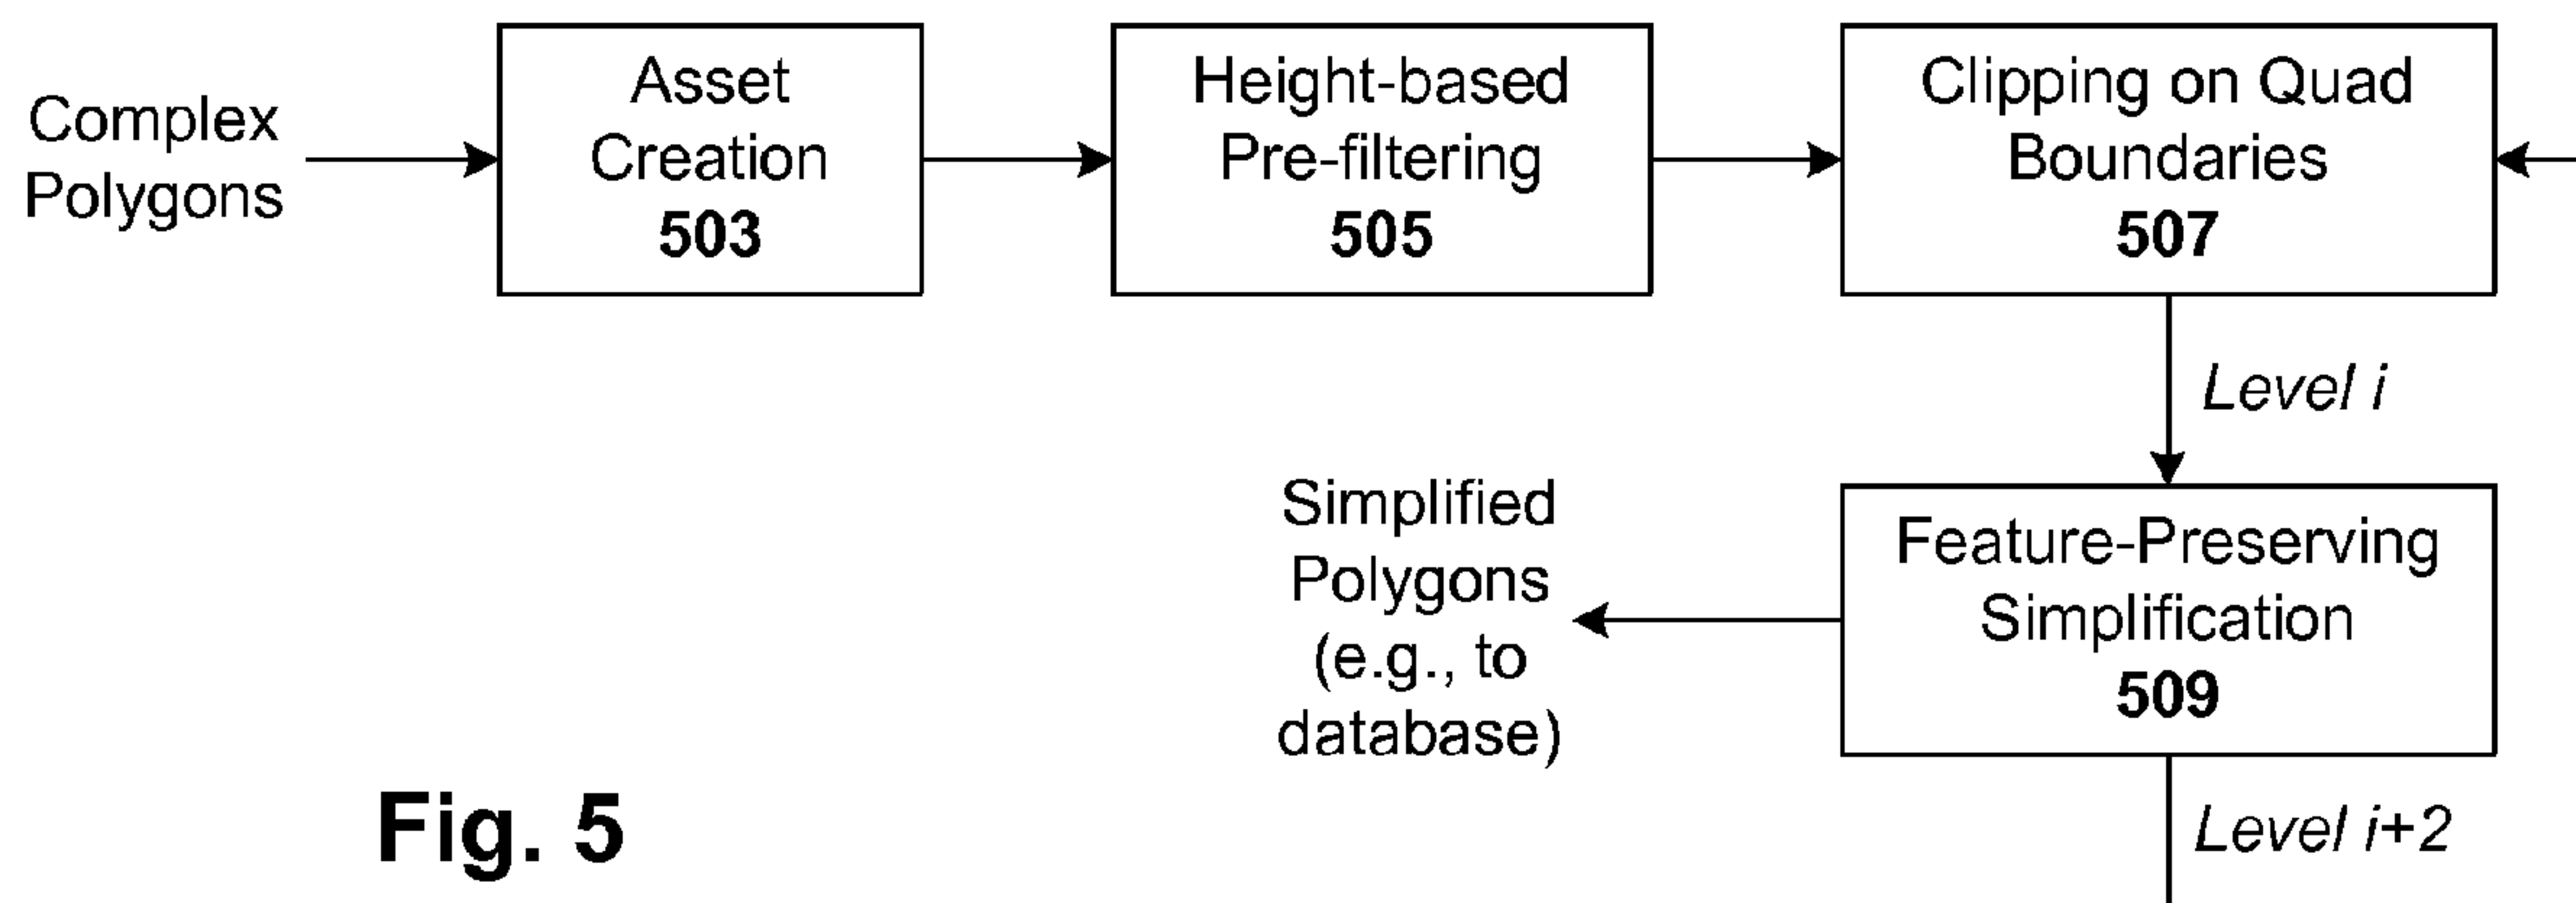 Complex
Polygons
Asset
Creation
503
Height-based
Pre-filtering
505
Clipping on Quad
Boundaries
507
Level i
Simplified
Polygons
(e.g., to
database)
Feature-Preserving
Simplification
509
Level i+2
Fig. 5